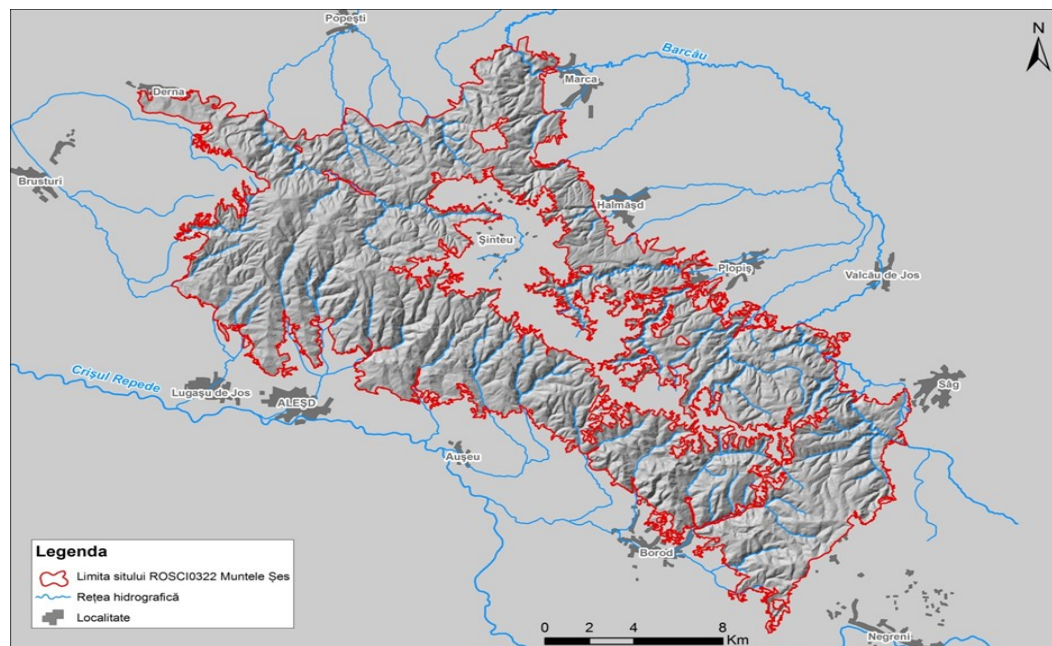 Popești
N
Barcău
Marca
Derna
Brusturi
Halmășd
Șinteu
Plopiș
Valcău de Jos
Crișul Repede
Lugașu de Jos
ALEȘD
Sâg
Aușeu
Borod
Legenda
Limita sitului ROSCI0322 Muntele Șes
Rețea hidrografică
Localitate
0 2 4 8
Km
Negreni